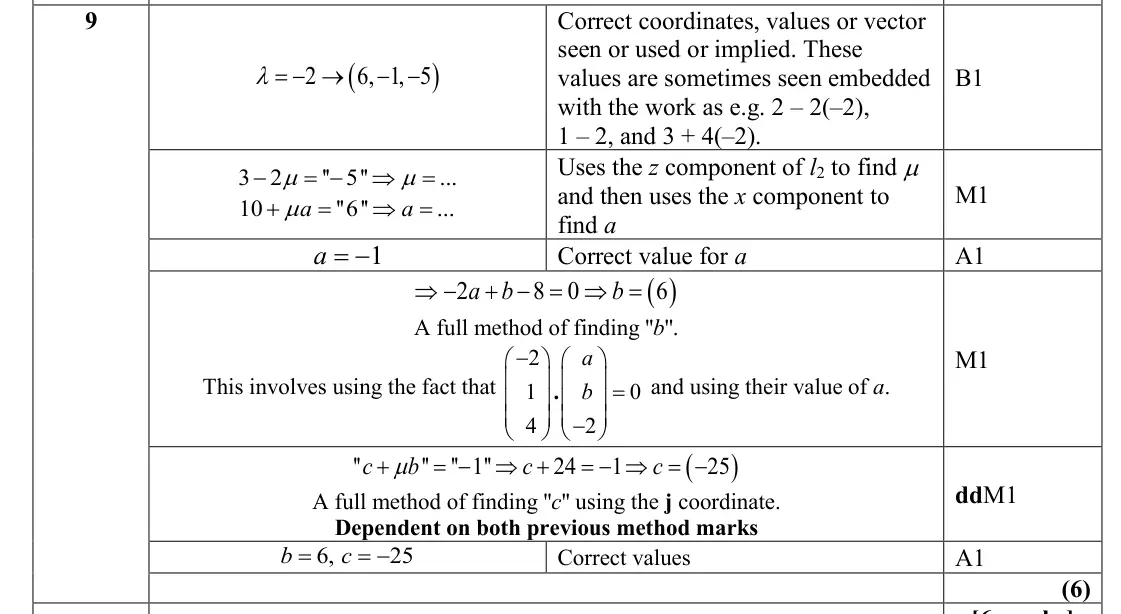 9
λ = −2 → (6, −1, −5)
Correct coordinates, values or vector
seen or used or implied. These
values are sometimes seen embedded
with the work as e.g. 2 – 2(–2),
1 – 2, and 3 + 4(–2).
B1
3 − 2μ = "− 5" ⇒ μ = ...
10 + μa = "6" ⇒ a = ...
Uses the z component of l₂ to find μ
and then uses the x component to
find a
M1
a = −1
Correct value for a
A1
⇒ −2a + b − 8 = 0 ⇒ b = (6)
A full method of finding "b".
This involves using the fact that (−2 1 4) . (a b −2) = 0 and using their value of a.
M1
"c + μb" = "−1" ⇒ c + 24 = −1 ⇒ c = (−25)
A full method of finding "c" using the j coordinate.
Dependent on both previous method marks
ddM1
b = 6, c = −25
Correct values
A1
(6)